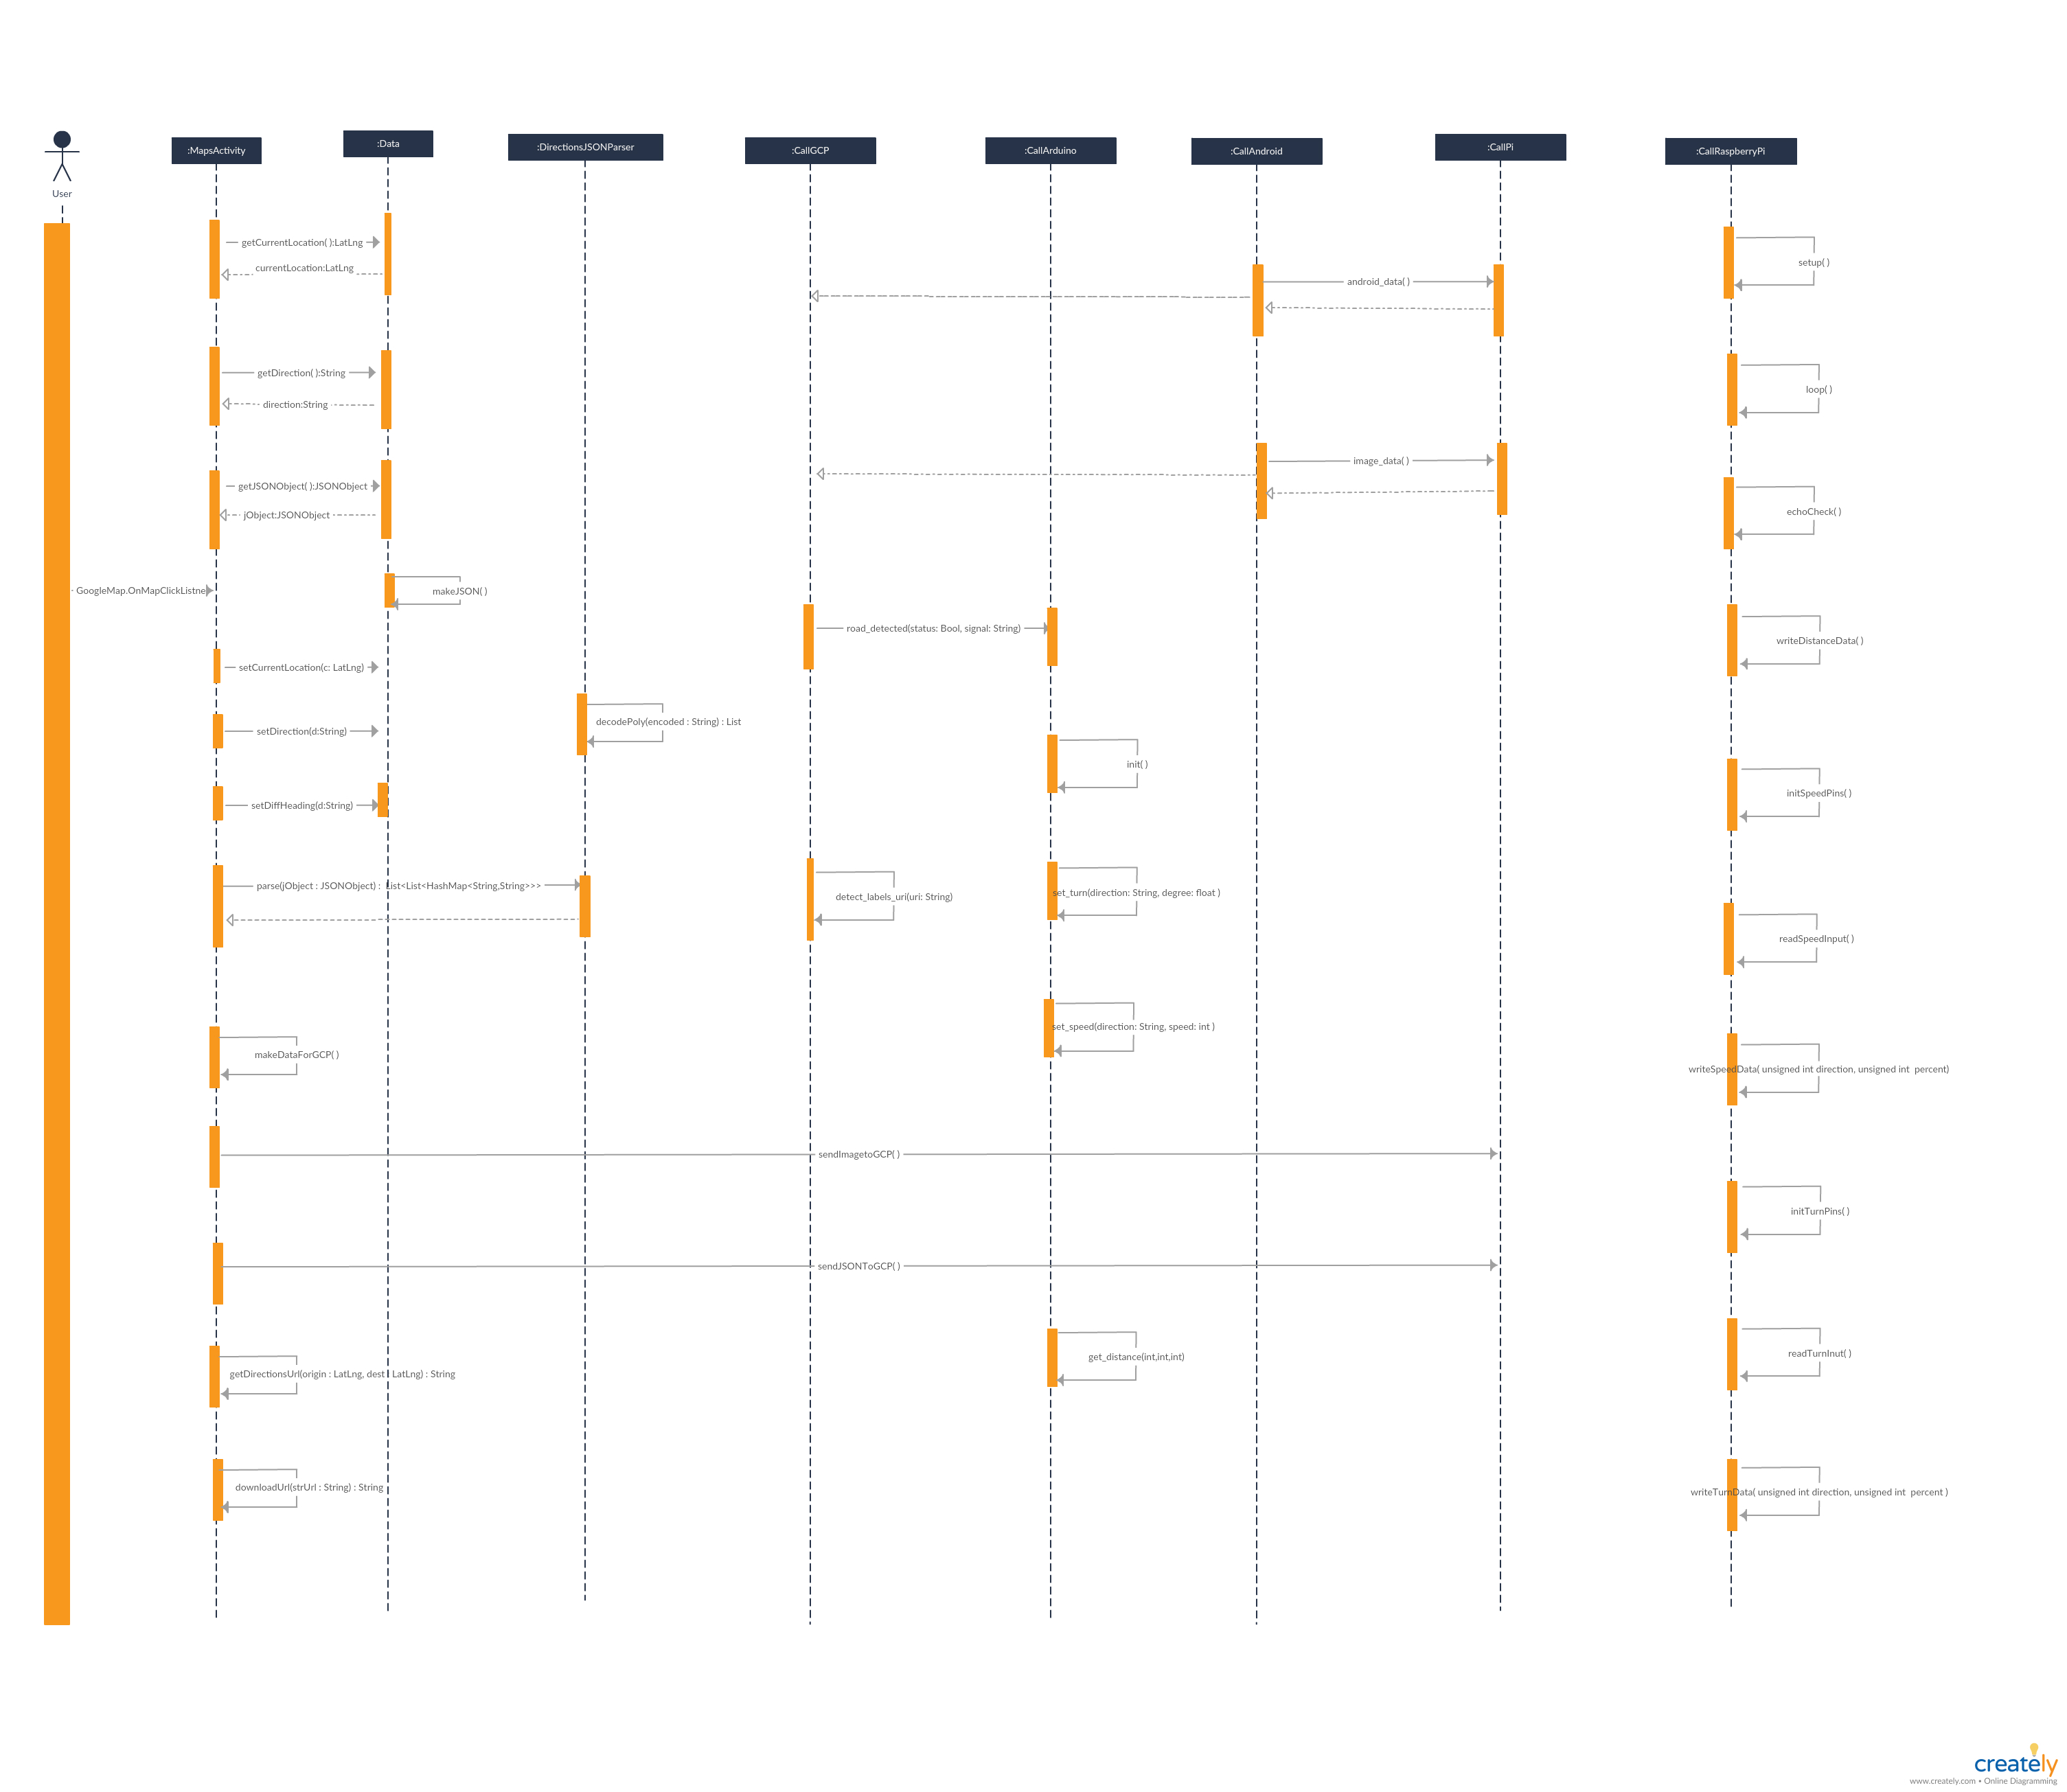 :MapsActivity
:Data
:DirectionsJSONParser
:CallGCP
:CallArduino
:CallAndroid
:CallPi
:CallRaspberryPi
User
getCurrentLocation( ):LatLng
currentLocation:LatLng
setup( )
android_data( )
getDirection( ):String
direction:String
loop( )
image_data( )
getJSONObject( ):JSONObject
jObject:JSONObject
echoCheck( )
GoogleMap.OnMapClickListne
makeJSON( )
road_detected(status: Bool, signal: String)
writeDistanceData( )
setCurrentLocation(c: LatLng)
decodePoly(encoded : String) : List
setDirection(d:String)
init( )
initSpeedPins( )
setDiffHeading(d:String)
parse(jObject : JSONObject) : List<List<HashMap<String,String>>>
detect_labels_uri(uri: String)
set_turn(direction: String, degree: float )
readSpeedInput( )
set_speed(direction: String, speed: int )
makeDataForGCP( )
writeSpeedData( unsigned int direction, unsigned int percent)
sendImagetoGCP( )
initTurnPins( )
sendJSONToGCP( )
readTurnInut( )
get_distance(int,int,int)
getDirectionsUrl(origin : LatLng, dest : LatLng) : String
downloadUrl(strUrl : String) : String
writeTurnData( unsigned int direction, unsigned int percent )
creately
www.creately.com • Online Diagramming